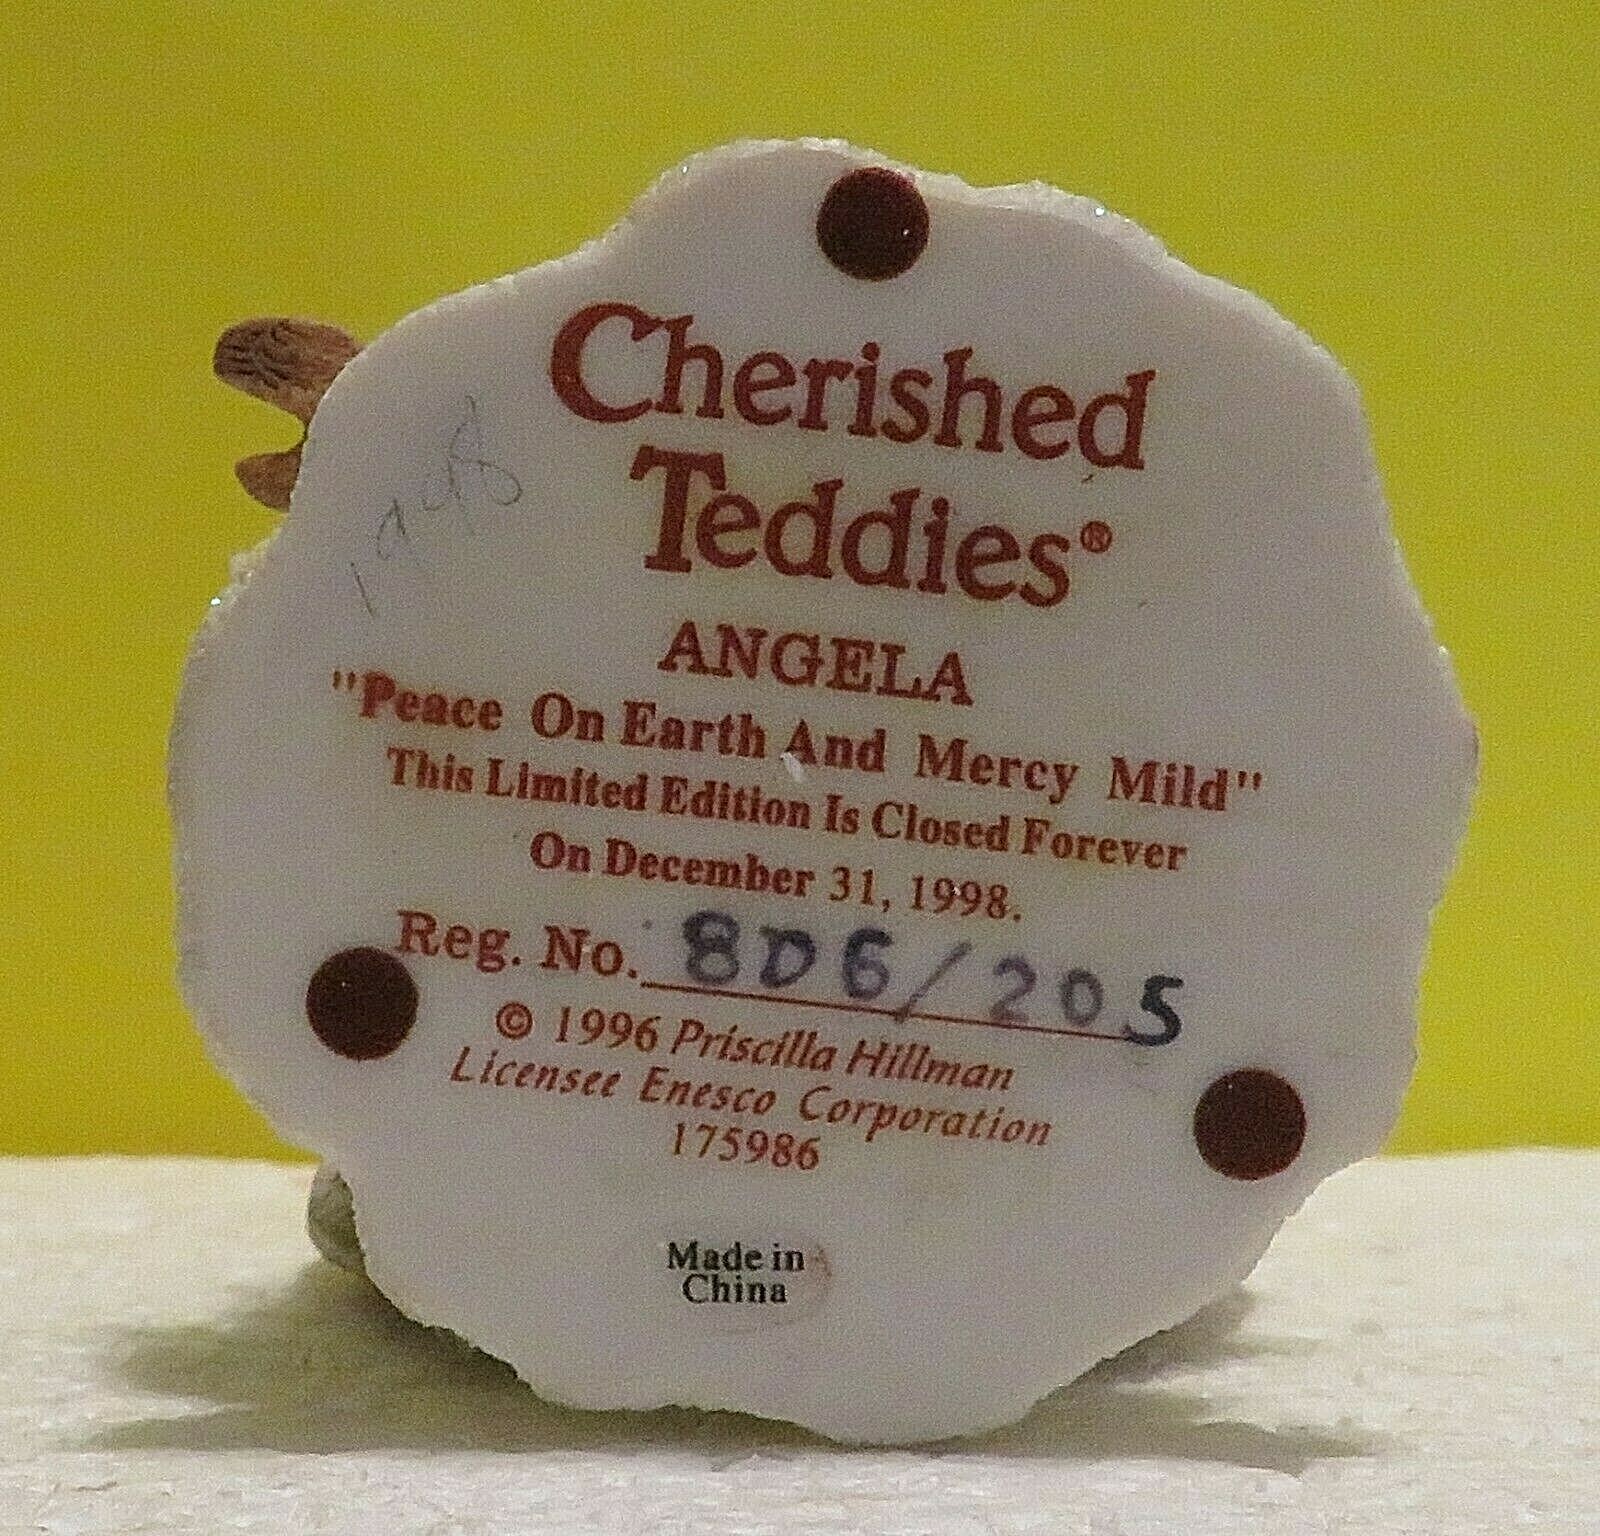 Cherished
Teddies®
1998
ANGELA
"Peace On Earth And Mercy Mild"
This Limited Edition Is Closed Forever
On December 31, 1998.
Reg. No. 8D6/205
© 1996 Priscilla Hillman
Licensee Enesco Corporation
175986
Made in
China